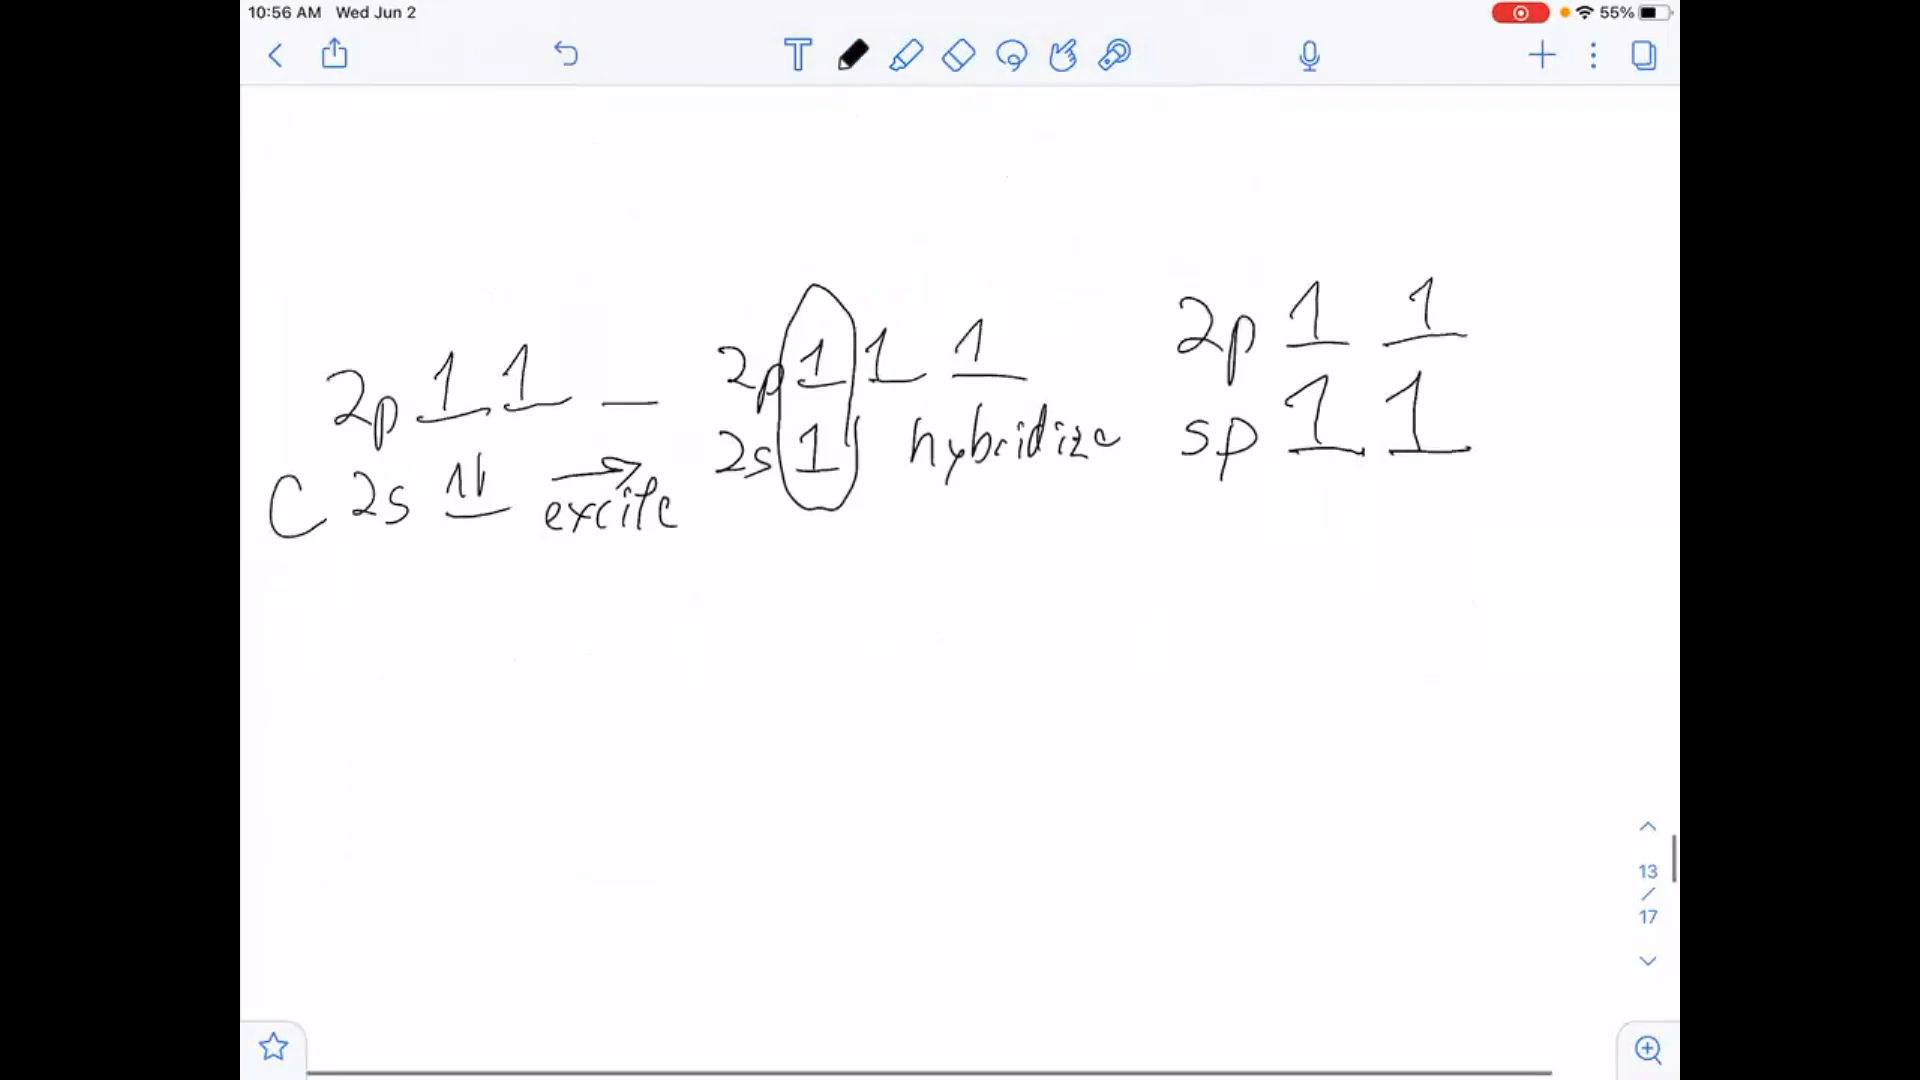 10:56 AM Wed Jun 2
55%
T
2p 1 1 _
C 2s 1l → excite
2p 1 1 1
2s 1 hybridize
2p 1 1
sp 1 1
13
/
17